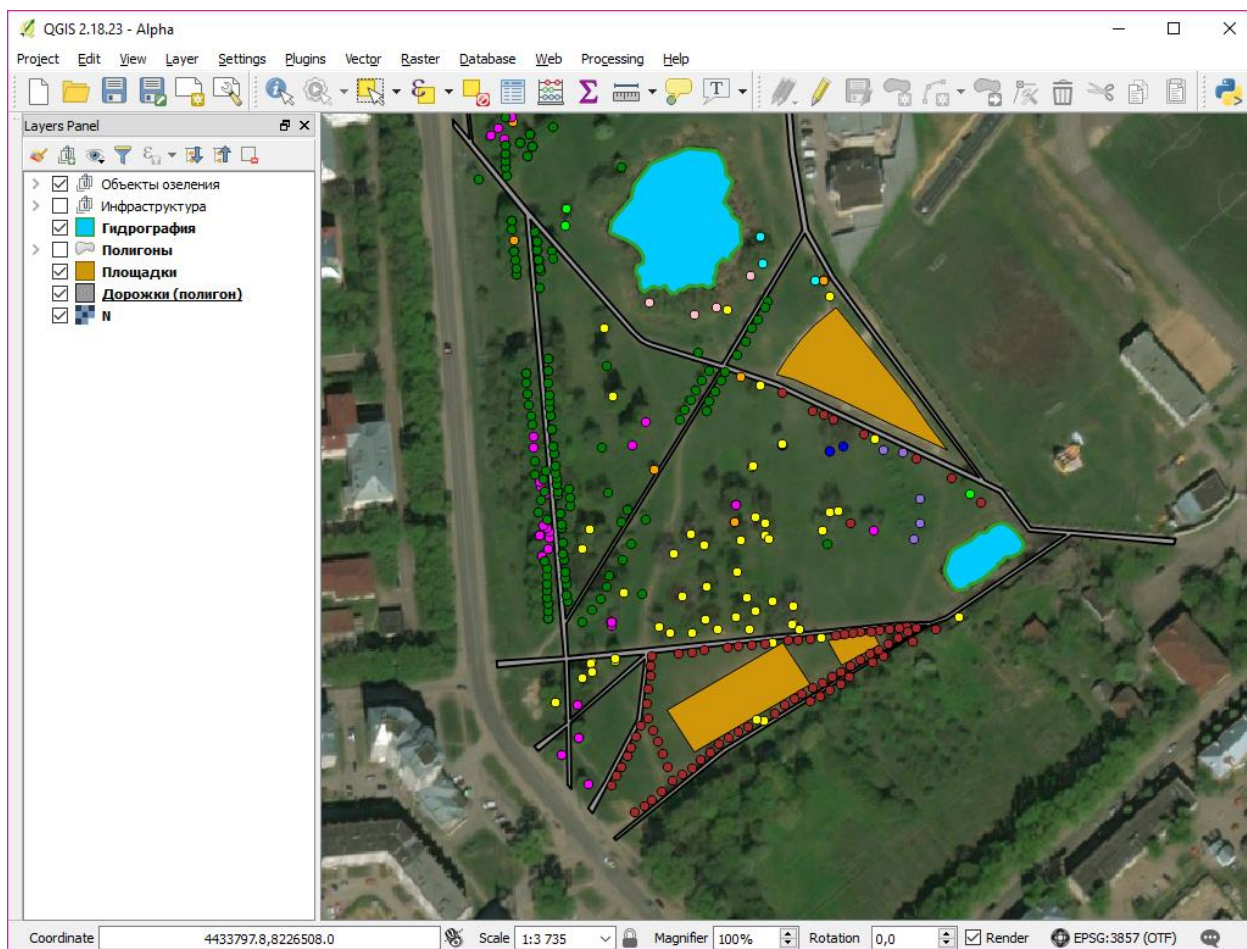 QGIS 2.18.23 - Alpha
Project Edit View Layer Settings Plugins Vector Raster Database Web Processing Help
Layers Panel
Объекты озеления
Инфраструктура
Гидрография
Полигоны
Площадки
Дорожки (полигон)
N
Coordinate 4433797.8,8226508.0 Scale 1:3 735 Magnifier 100% Rotation 0,0 Render EPSG:3857 (OTF)